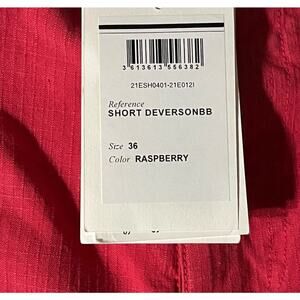 3 613613 556382
21ESH0401-21E012I
Reference
SHORT DEVERSONBB
Size 36
Color RASPBERRY